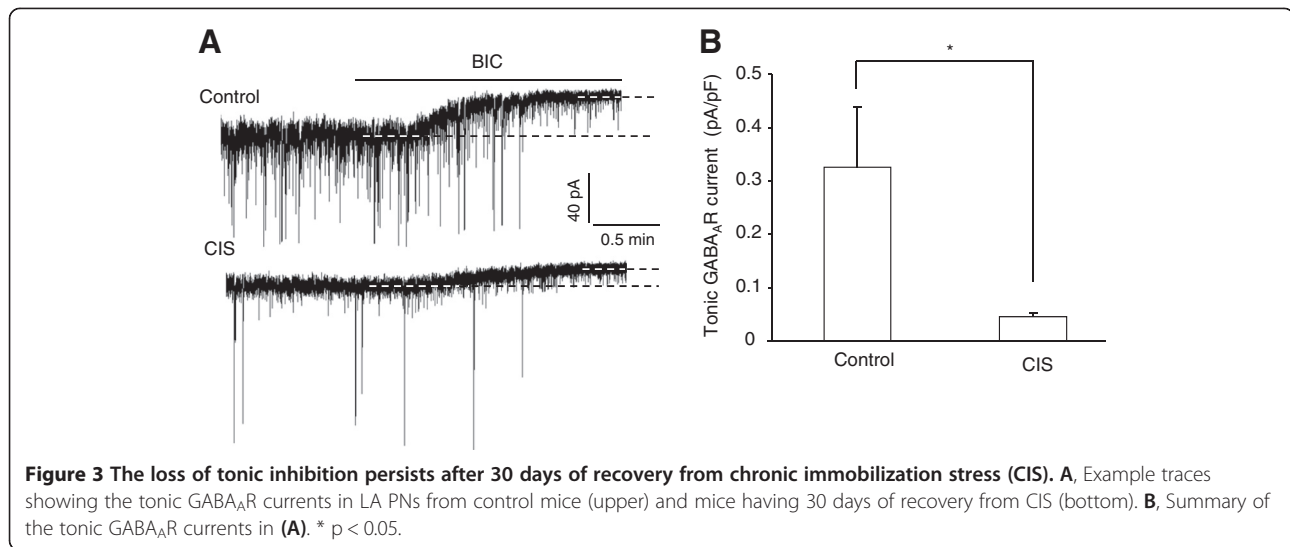 A
BIC
Control
40 pA
0.5 min
CIS
B
*
Tonic GABAAR current (pA/pF)
0.5
0.4
0.3
0.2
0.1
0
Control
CIS
Figure 3 The loss of tonic inhibition persists after 30 days of recovery from chronic immobilization stress (CIS). A, Example traces
showing the tonic GABAAR currents in LA PNs from control mice (upper) and mice having 30 days of recovery from CIS (bottom). B, Summary of
the tonic GABAAR currents in (A). * p < 0.05.